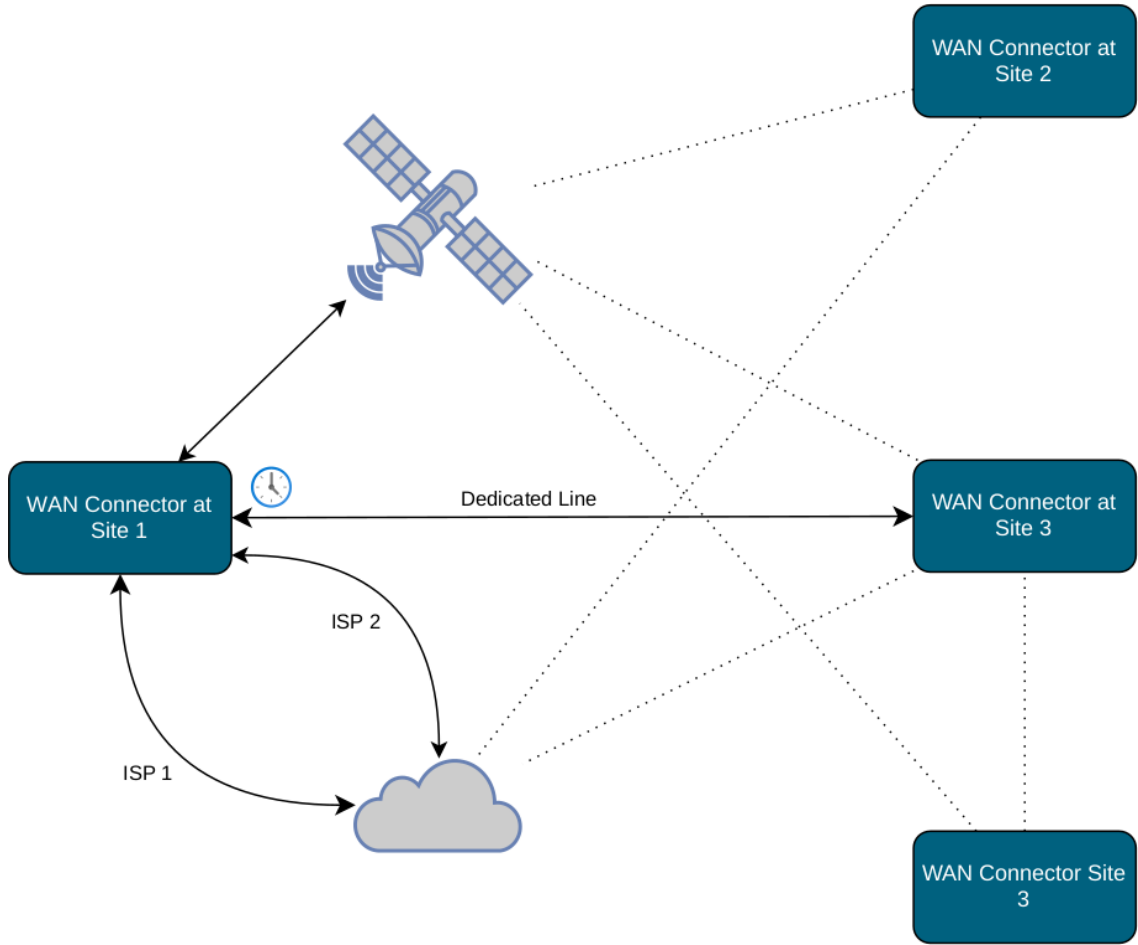 WAN Connector at
Site 2
WAN Connector at
Site 1
Dedicated Line
WAN Connector at
Site 3
ISP 2
ISP 1
WAN Connector Site
3